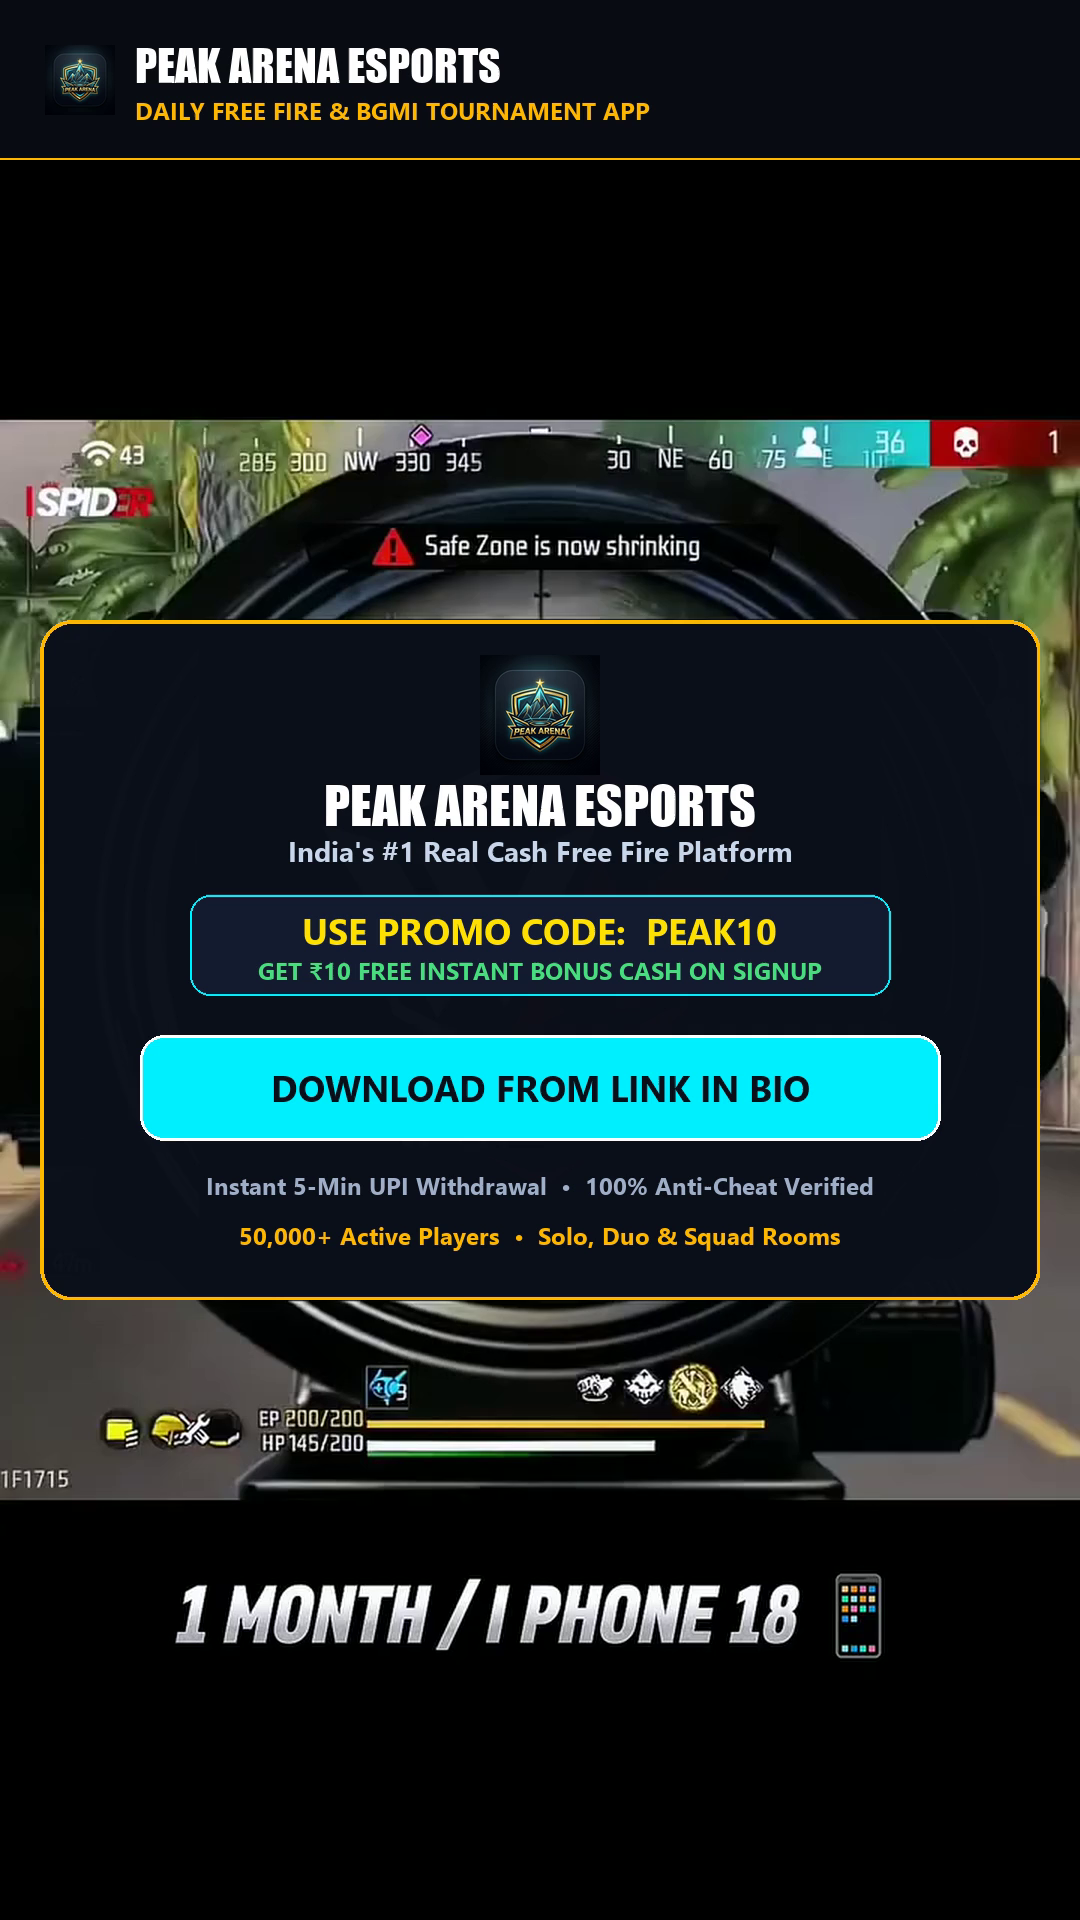 PEAK ARENA ESPORTS
DAILY FREE FIRE & BGMI TOURNAMENT APP
43
285 300 NW 330 345
30 NE 60 75 E
36
1
SPIDER
Safe Zone is now shrinking
PEAK ARENA
PEAK ARENA ESPORTS
India's #1 Real Cash Free Fire Platform
USE PROMO CODE: PEAK10
GET ₹10 FREE INSTANT BONUS CASH ON SIGNUP
DOWNLOAD FROM LINK IN BIO
Instant 5-Min UPI Withdrawal • 100% Anti-Cheat Verified
50,000+ Active Players • Solo, Duo & Squad Rooms
3
EP 200/200
HP 145/200
1F1715
1 MONTH / I PHONE 18